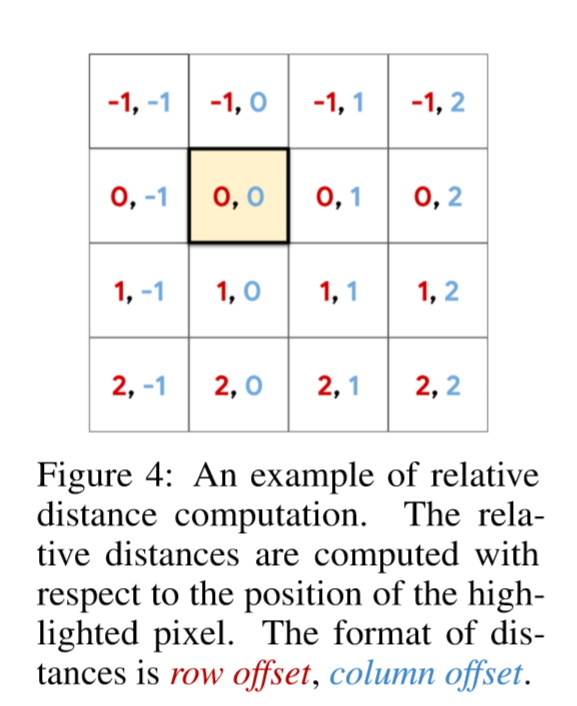 -1, -1 -1, 0 -1, 1 -1, 2
0, -1 0, 0 0, 1 0, 2
1, -1 1, 0 1, 1 1, 2
2, -1 2, 0 2, 1 2, 2
Figure 4: An example of relative
distance computation. The rela-
tive distances are computed with
respect to the position of the high-
lighted pixel. The format of dis-
tances is row offset, column offset.